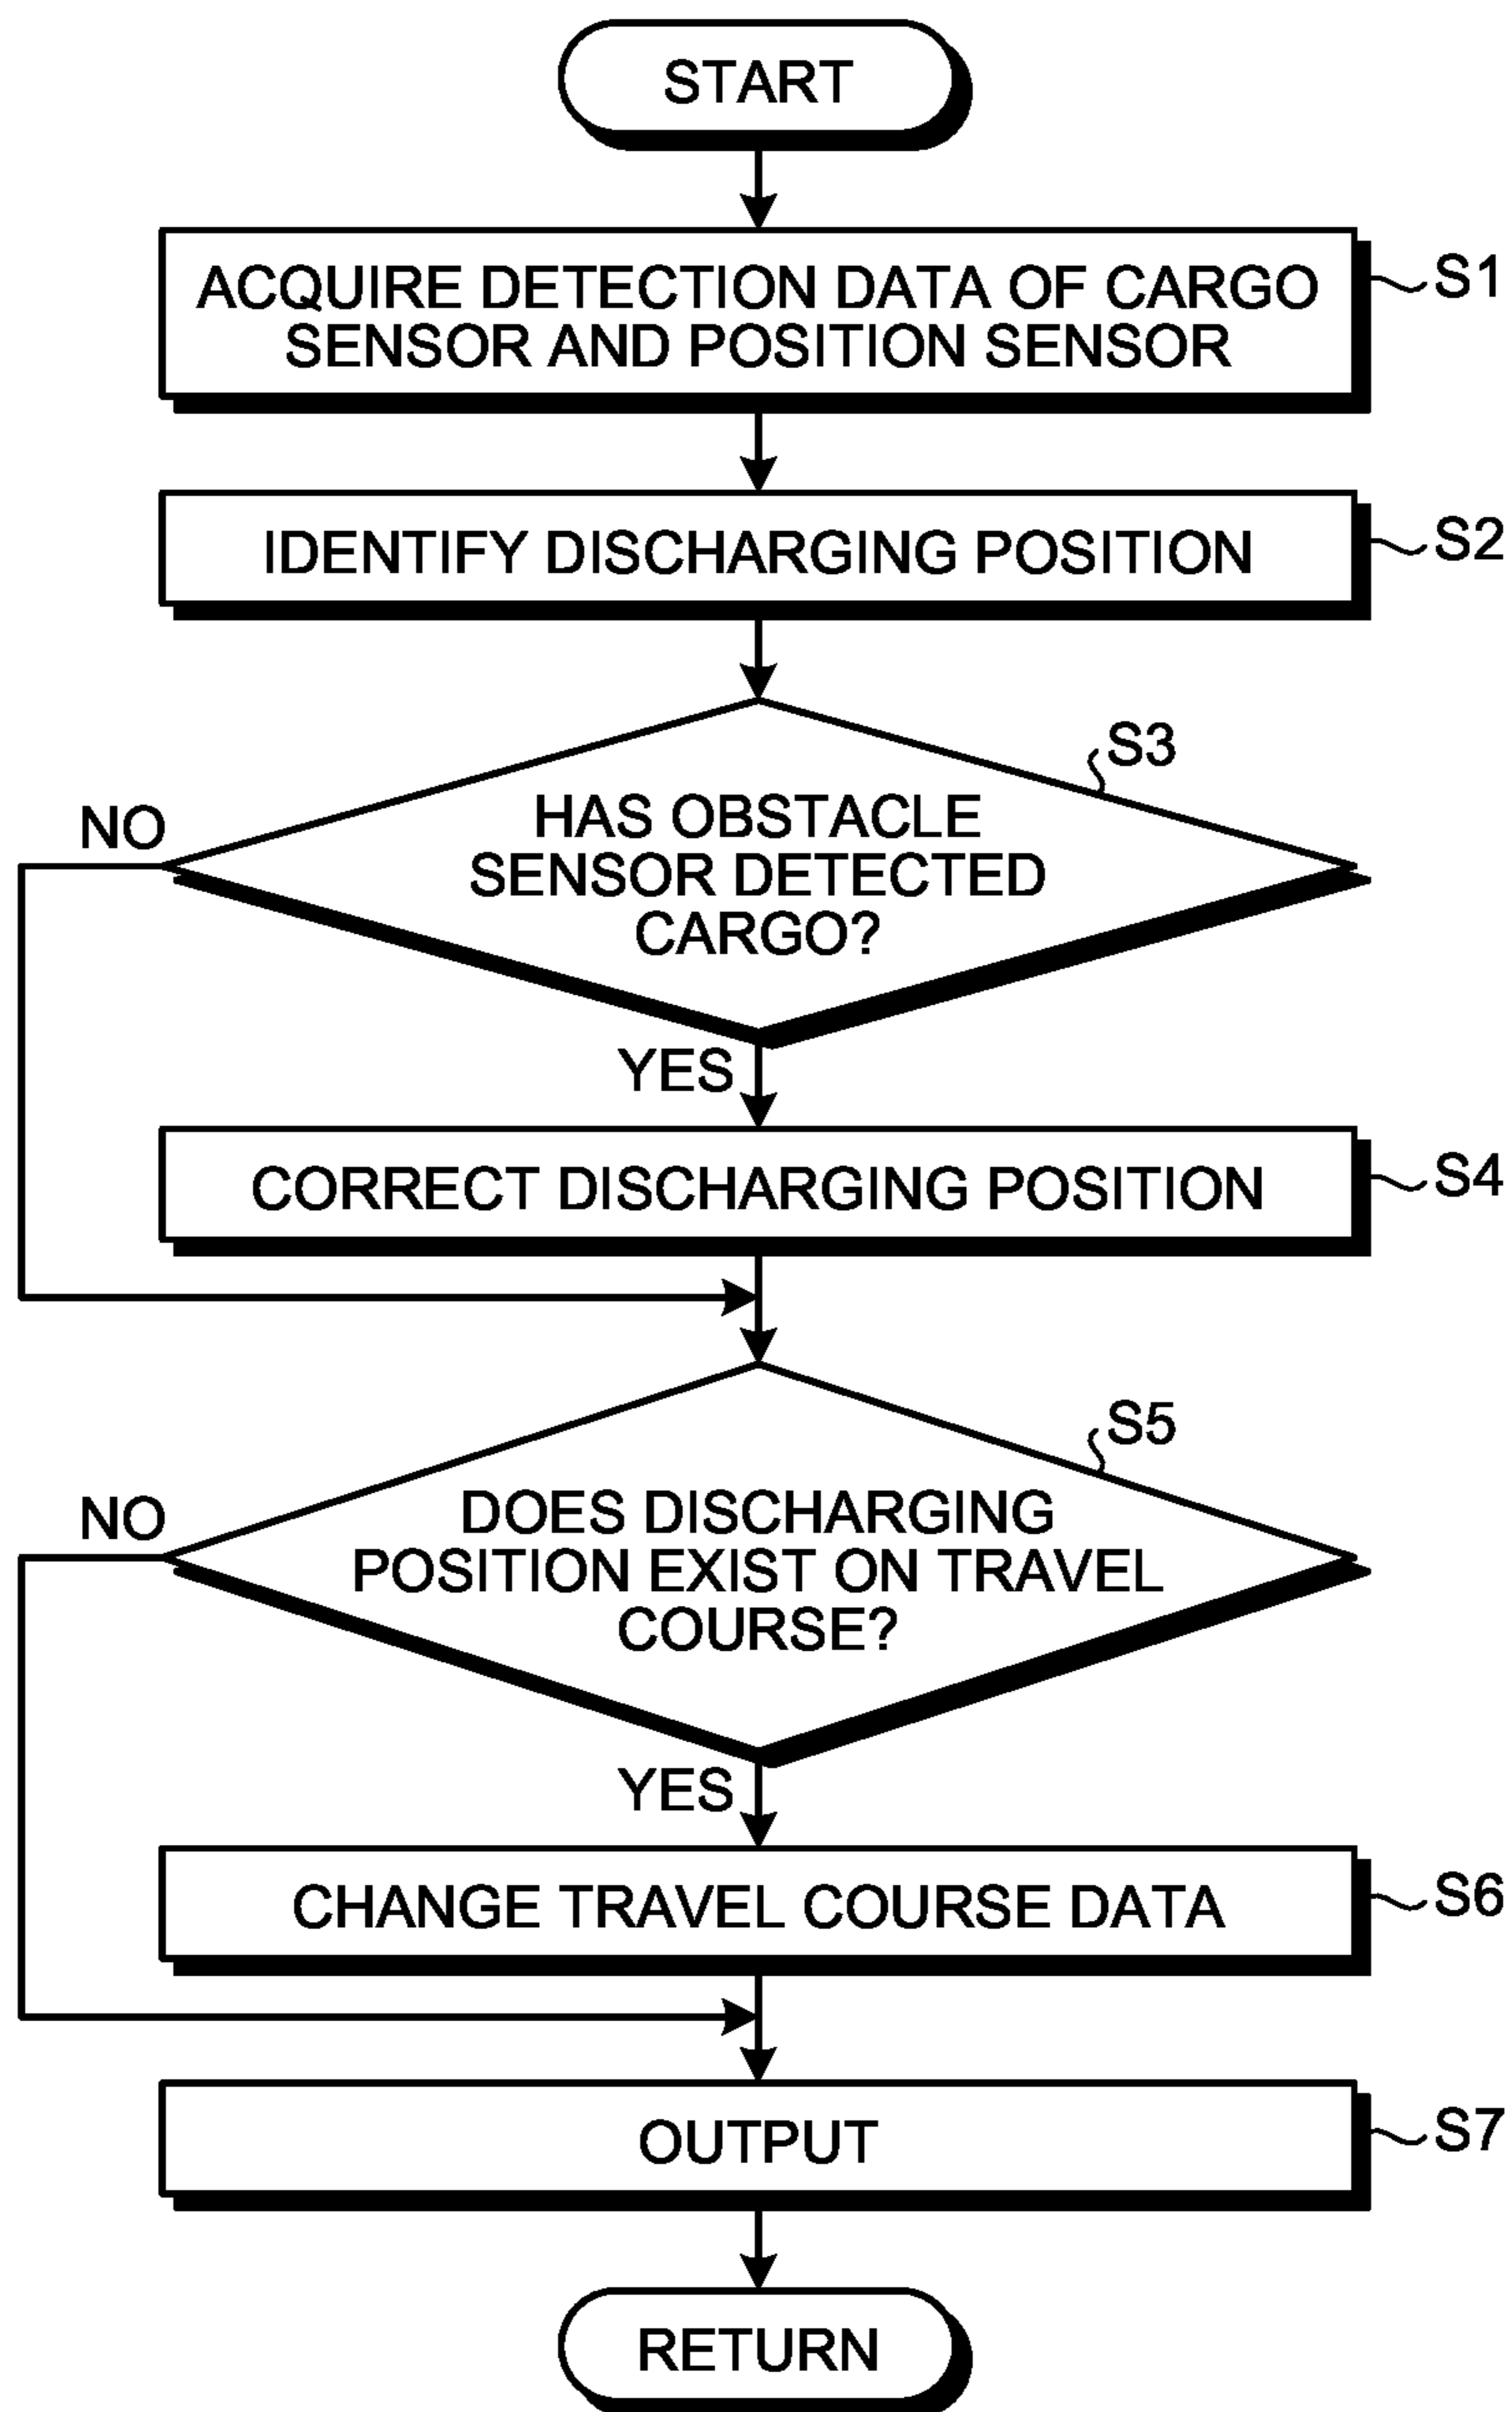 START
ACQUIRE DETECTION DATA OF CARGO
SENSOR AND POSITION SENSOR
S1
IDENTIFY DISCHARGING POSITION
S2
S3
HAS OBSTACLE
SENSOR DETECTED
CARGO?
NO
YES
CORRECT DISCHARGING POSITION
S4
S5
DOES DISCHARGING
POSITION EXIST ON TRAVEL
COURSE?
NO
YES
CHANGE TRAVEL COURSE DATA
S6
OUTPUT
S7
RETURN